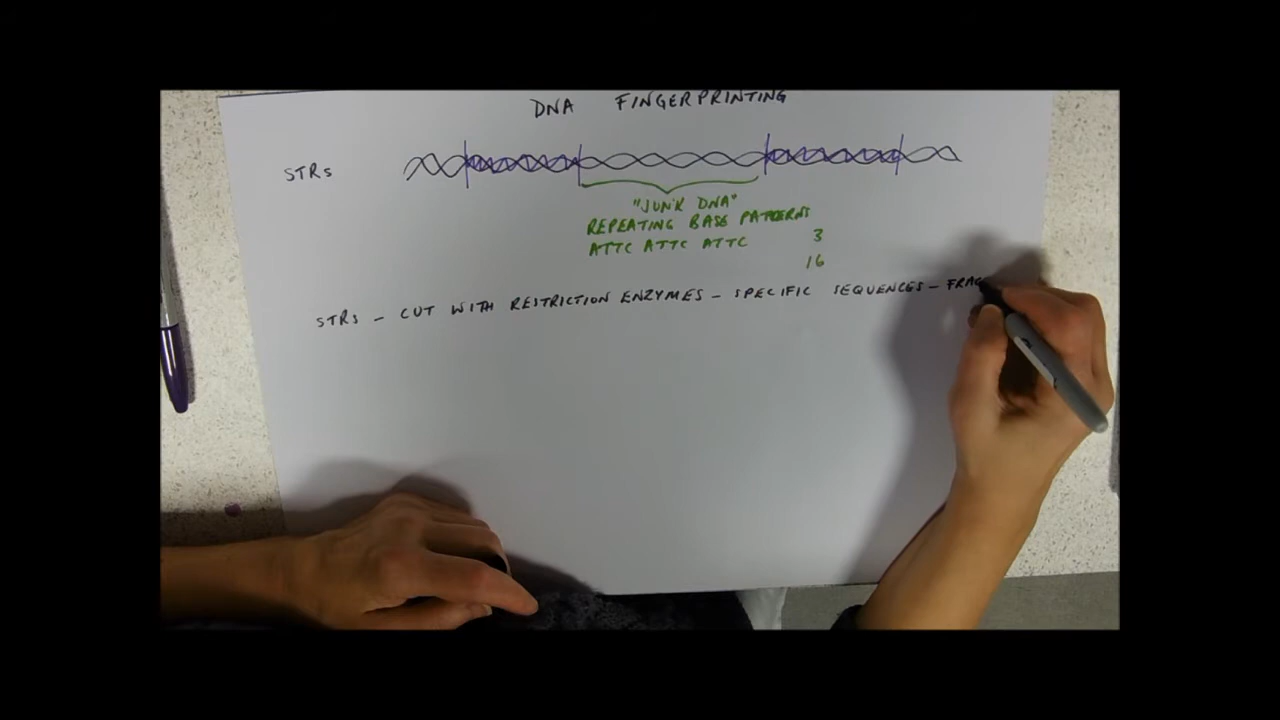 DNA FINGERPRINTING
STRs
"JUNK DNA"
REPEATING BASE PATTERNS
ATTC ATTC ATTC 3
16
STRs - CUT WITH RESTRICTION ENZYMES - SPECIFIC SEQUENCES - FRAG